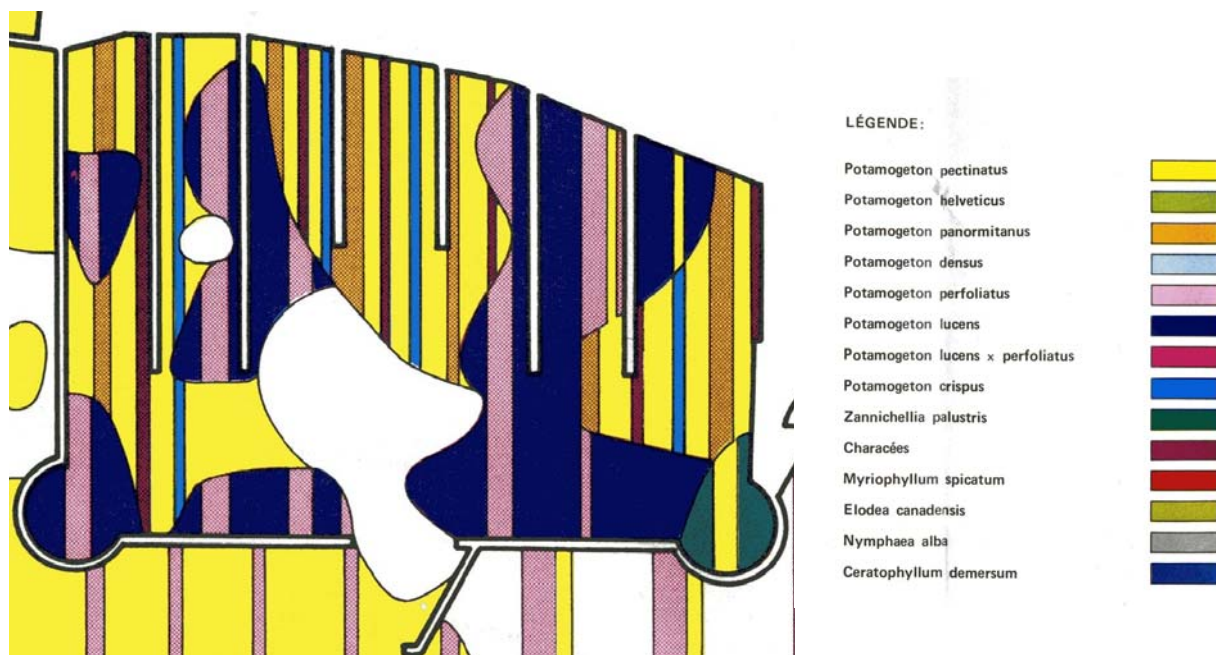 LÉGENDE:
Potamogeton pectinatus
Potamogeton helveticus
Potamogeton panormitanus
Potamogeton densus
Potamogeton perfoliatus
Potamogeton lucens
Potamogeton lucens x perfoliatus
Potamogeton crispus
Zannichellia palustris
Characées
Myriophyllum spicatum
Elodea canadensis
Nymphaea alba
Ceratophyllum demersum